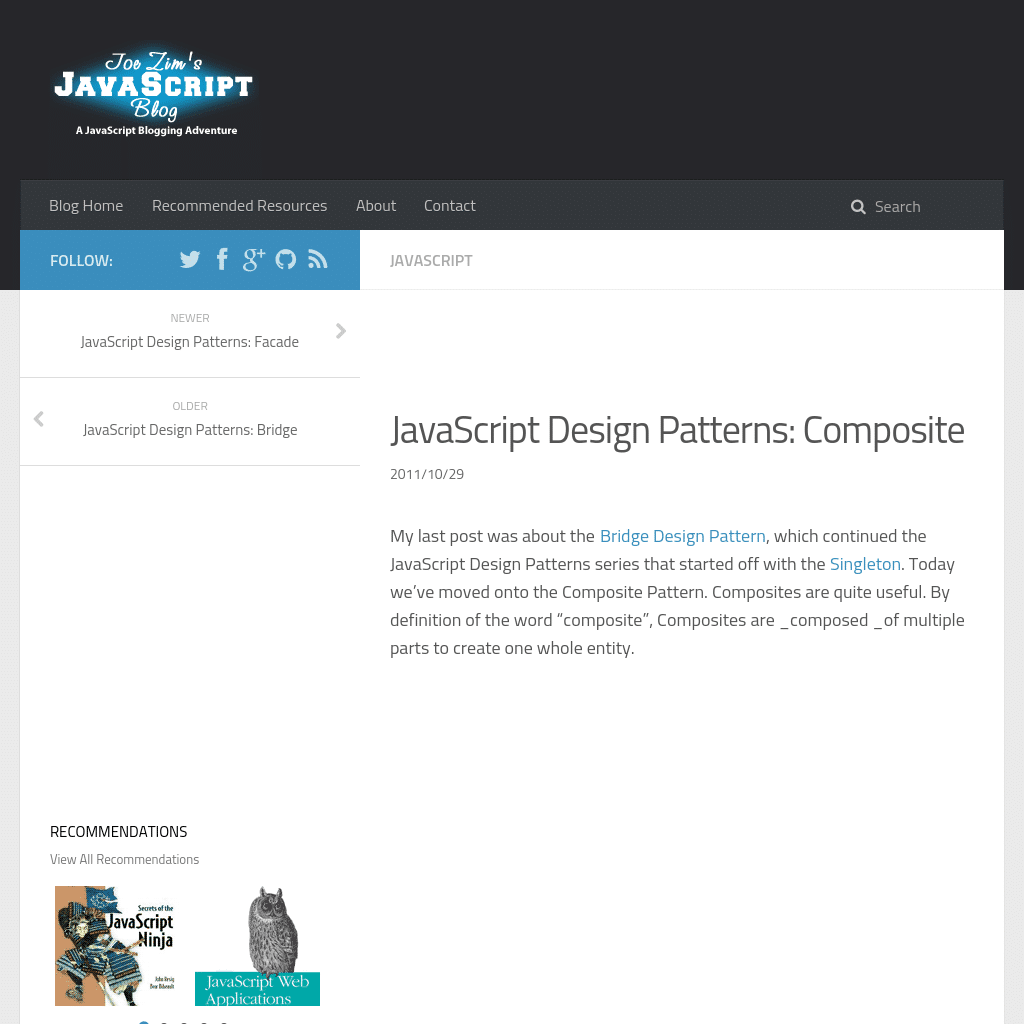 Joe Zim's
JavaScript
Blog
A JavaScript Blogging Adventure
Blog Home Recommended Resources About Contact Search
FOLLOW:
JAVASCRIPT
NEWER
JavaScript Design Patterns: Facade
OLDER
JavaScript Design Patterns: Bridge
JavaScript Design Patterns: Composite
2011/10/29
My last post was about the Bridge Design Pattern, which continued the
JavaScript Design Patterns series that started off with the Singleton. Today
we’ve moved onto the Composite Pattern. Composites are quite useful. By
definition of the word “composite”, Composites are _composed _of multiple
parts to create one whole entity.
RECOMMENDATIONS
View All Recommendations
Secrets of the
JavaScript
Ninja
John Resig
Bear Bibeault
JavaScript Web
Applications